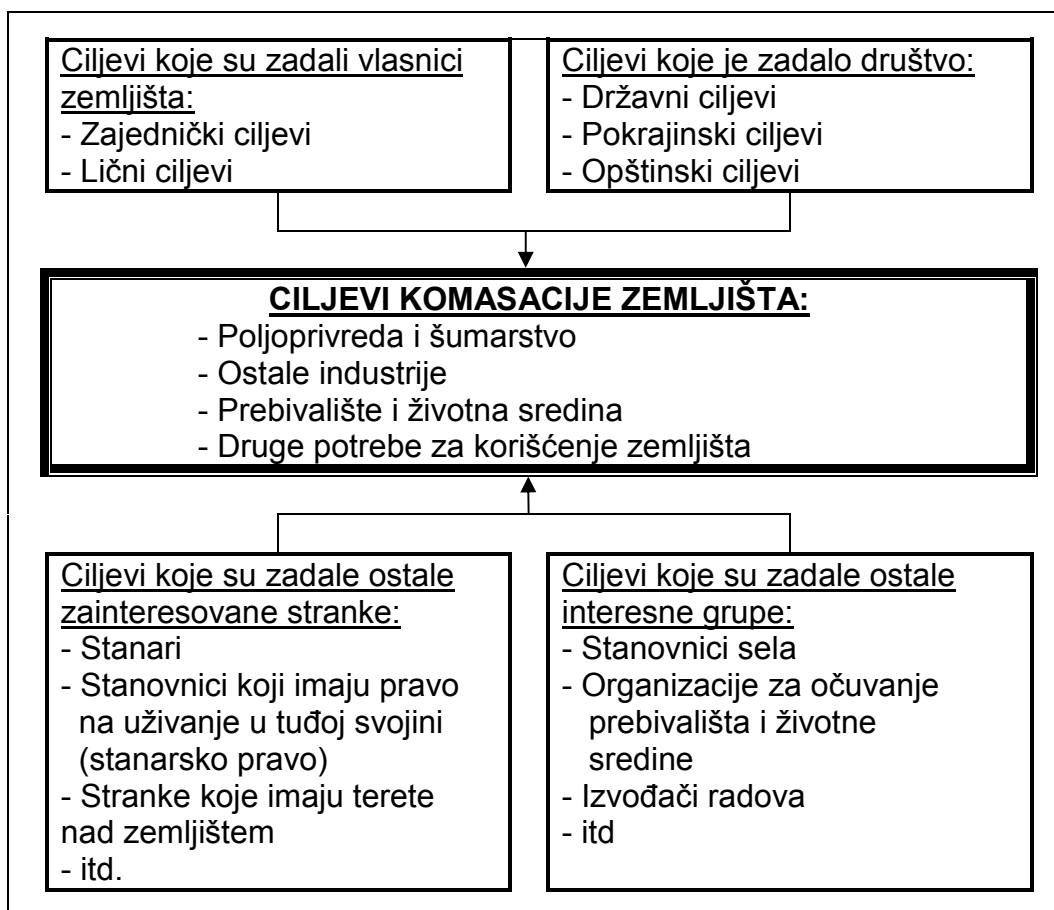 Ciljevi koje su zadali vlasnici
zemljišta:
- Zajednički ciljevi
- Lični ciljevi
Ciljevi koje je zadalo društvo:
- Državni ciljevi
- Pokrajinski ciljevi
- Opštinski ciljevi
CILJEVI KOMASACIJE ZEMLJIŠTA:
- Poljoprivreda i šumarstvo
- Ostale industrije
- Prebivalište i životna sredina
- Druge potrebe za korišćenje zemljišta
Ciljevi koje su zadale ostale
zainteresovane stranke:
- Stanari
- Stanovnici koji imaju pravo
na uživanje u tuđoj svojini
(stanarsko pravo)
- Stranke koje imaju terete
nad zemljištem
- itd.
Ciljevi koje su zadale ostale
interesne grupe:
- Stanovnici sela
- Organizacije za očuvanje
prebivališta i životne
sredine
- Izvođači radova
- itd